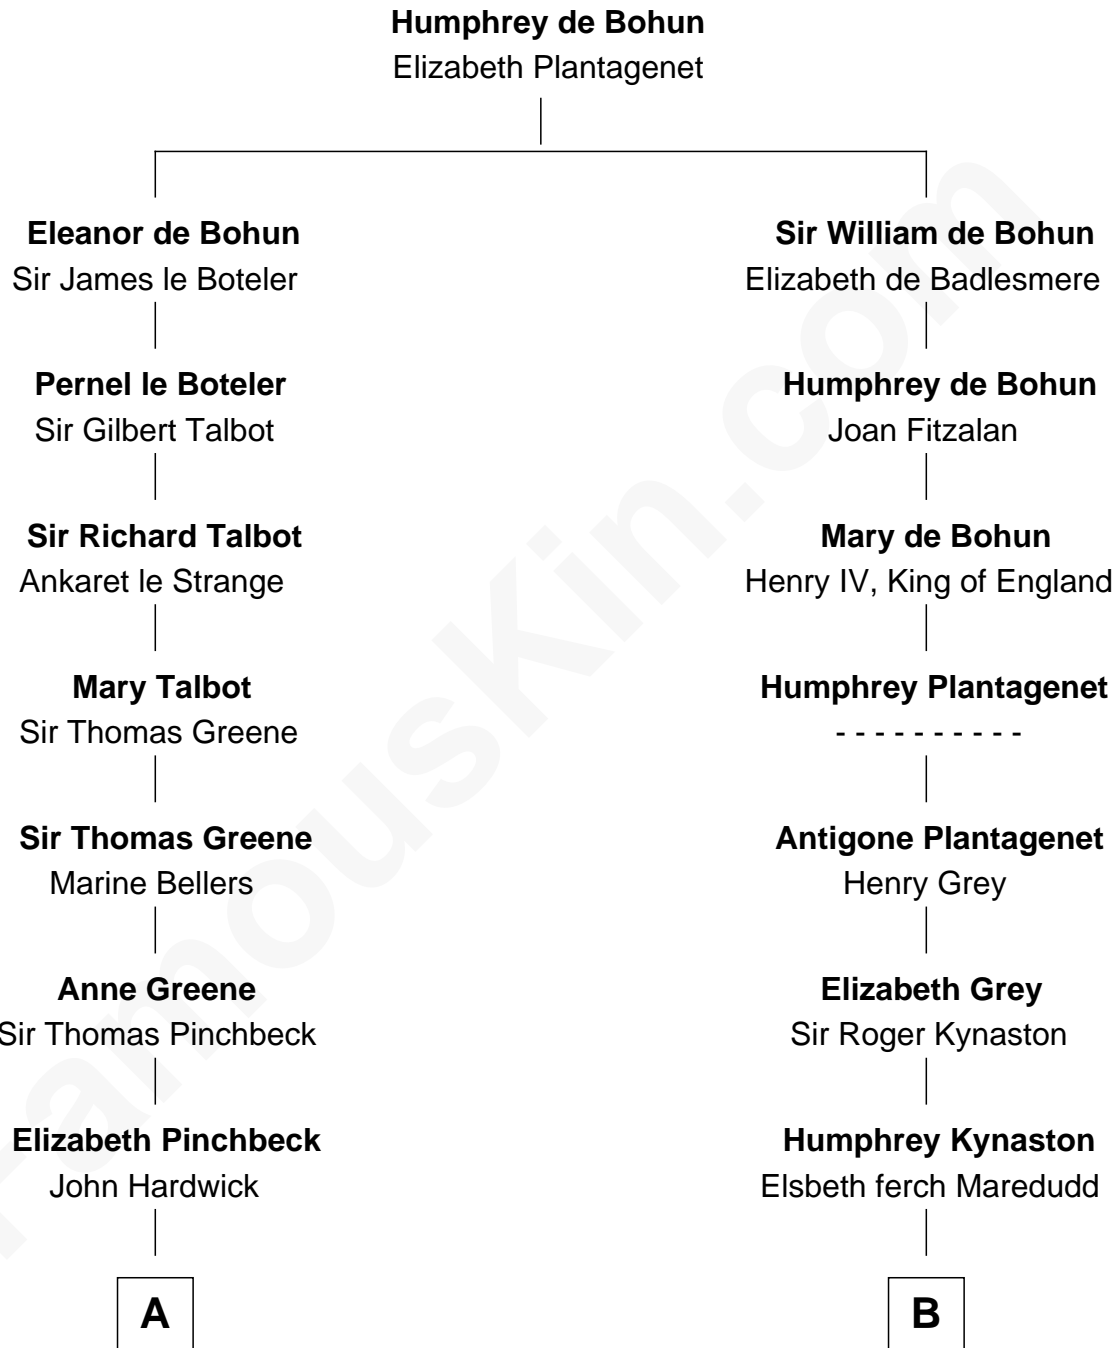 Humphrey de Bohun
Elizabeth Plantagenet
Eleanor de Bohun
Sir James le Boteler
Sir William de Bohun
Elizabeth de Badlesmere
Pernel le Boteler
Sir Gilbert Talbot
Humphrey de Bohun
Joan Fitzalan
Sir Richard Talbot
Ankaret le Strange
Mary de Bohun
Henry IV, King of England
Mary Talbot
Sir Thomas Greene
Humphrey Plantagenet
- - - - - - - - - -
Sir Thomas Greene
Marine Bellers
Antigone Plantagenet
Henry Grey
Anne Greene
Sir Thomas Pinchbeck
Elizabeth Grey
Sir Roger Kynaston
Elizabeth Pinchbeck
John Hardwick
Humphrey Kynaston
Elsbeth ferch Maredudd
A
B
FamousKin.com